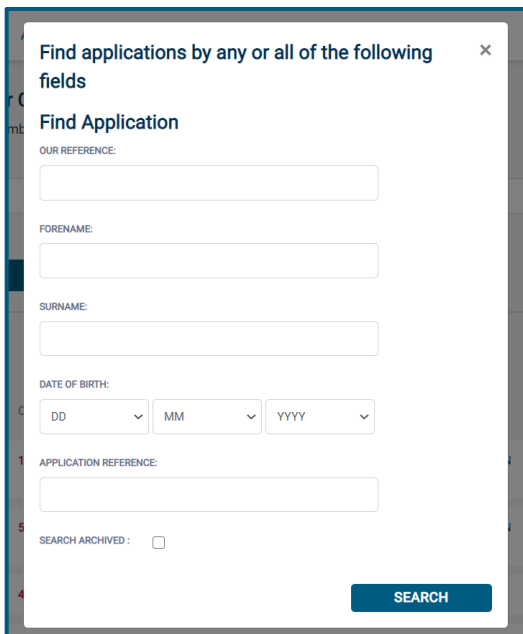 Find applications by any or all of the following
fields
×
Find Application
OUR REFERENCE:
FORENAME:
SURNAME:
DATE OF BIRTH:
DD MM YYYY
APPLICATION REFERENCE:
SEARCH ARCHIVED :
SEARCH